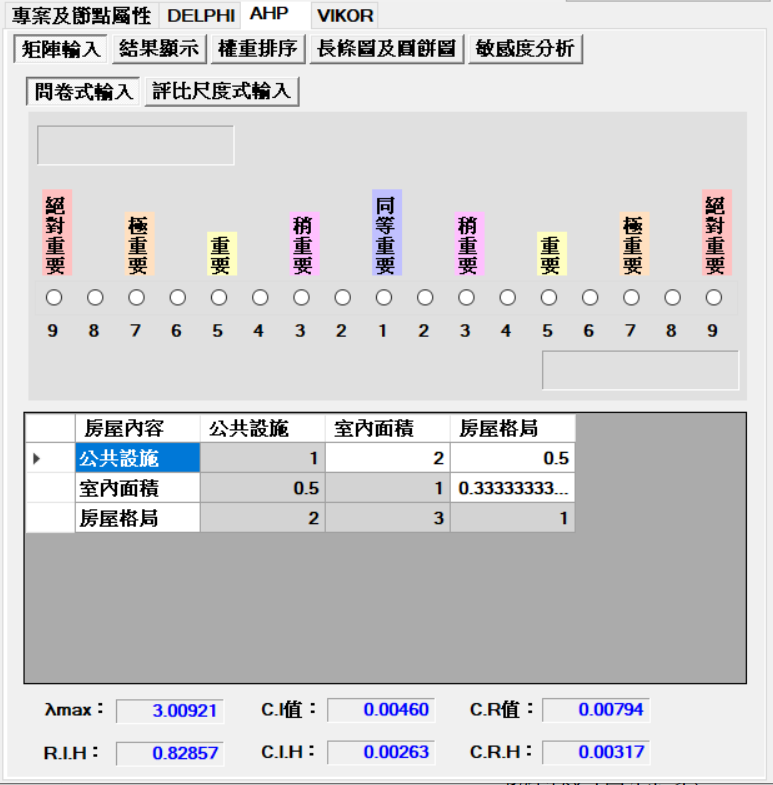 專案及節點屬性 DELPHI AHP VIKOR
矩陣輸入 結果顯示 權重排序 長條圖及圓餅圖 敏感度分析
問卷式輸入 評比尺度式輸入
絕對重要 極重要 重要 稍重要 同等重要 稍重要 重要 極重要 絕對重要
9 8 7 6 5 4 3 2 1 2 3 4 5 6 7 8 9
房屋內容 公共設施 室內面積 房屋格局
公共設施 1 2 0.5
室內面積 0.5 1 0.33333333...
房屋格局 2 3 1
λmax： 3.00921 C.I值： 0.00460 C.R值： 0.00794
R.I.H： 0.82857 C.I.H： 0.00263 C.R.H： 0.00317